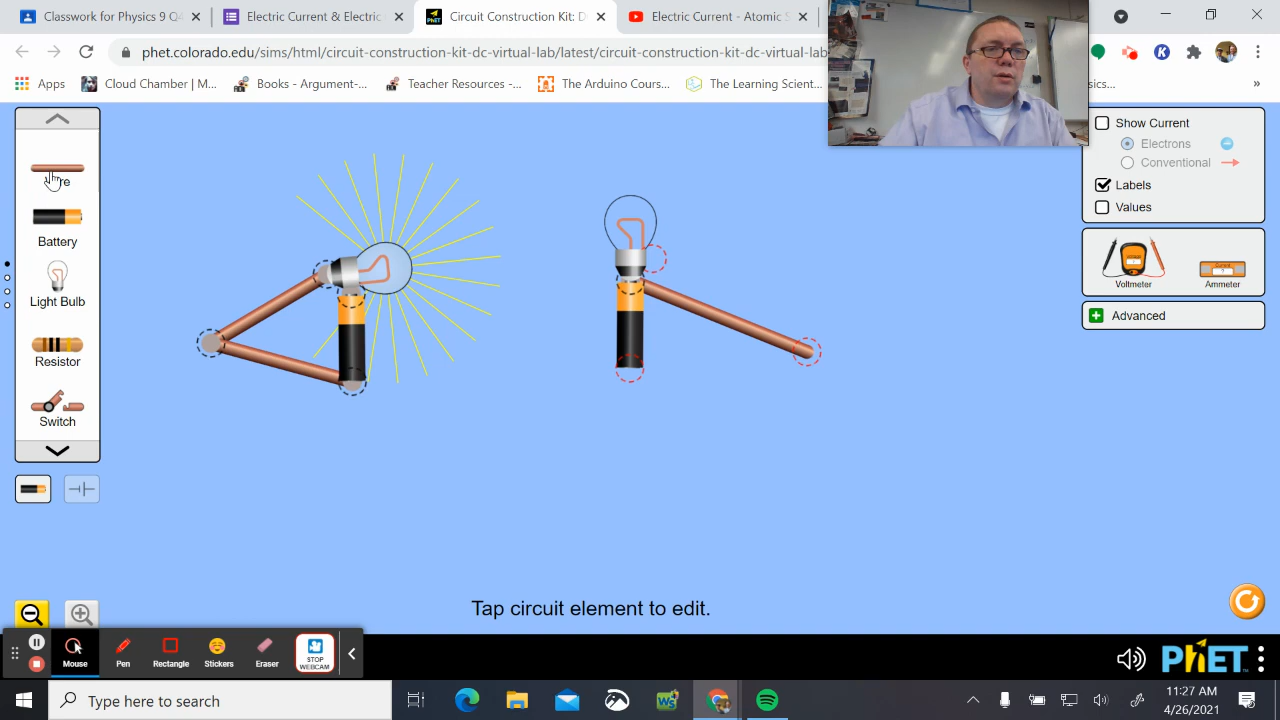 Classwork for Physics 9 G4
Electric Current & Electric
Circuit Construction Kit: D
Electric Current - Atomic S
phet.colorado.edu/sims/html/circuit-construction-kit-dc-virtual-lab/latest/circuit-construction-kit-dc-virtual-lab
Apps
Cloud Chamber | M...
Books - Argument-...
Teacher Resources -...
The Arduino Cours...
The Learning Scien...
sics...
»
Wire
Battery
Light Bulb
Resistor
Switch
Show Current
Electrons
Conventional
Labels
Values
Voltmeter
Ammeter
Advanced
Tap circuit element to edit.
Mouse
Pen
Rectangle
Stickers
Eraser
STOP
WEBCAM
PhET
Type here to search
11:27 AM
4/26/2021